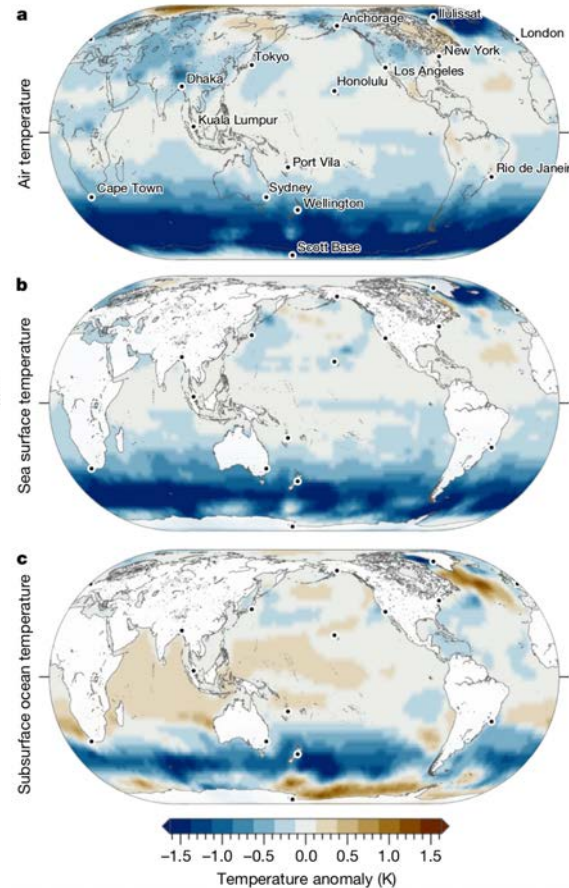 a
Anchorage
Ilulissat
London
Tokyo
New York
Los Angeles
Dhaka
Honolulu
Kuala Lumpur
Port Vila
Rio de Janeir
Cape Town
Sydney
Wellington
Scott Base
Air temperature
b
Sea surface temperature
c
Subsurface ocean temperature
-1.5 -1.0 -0.5 0.0 0.5 1.0 1.5
Temperature anomaly (K)